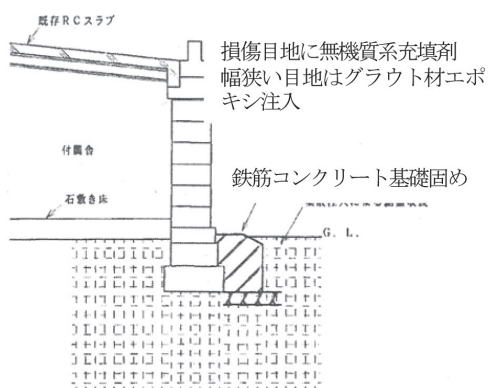 既存RCスラブ
損傷目地に無機質系充填剤
幅狭い目地はグラウト材エポ
キシ注入
付属舎
石敷き床
鉄筋コンクリート基礎固め
G. L.